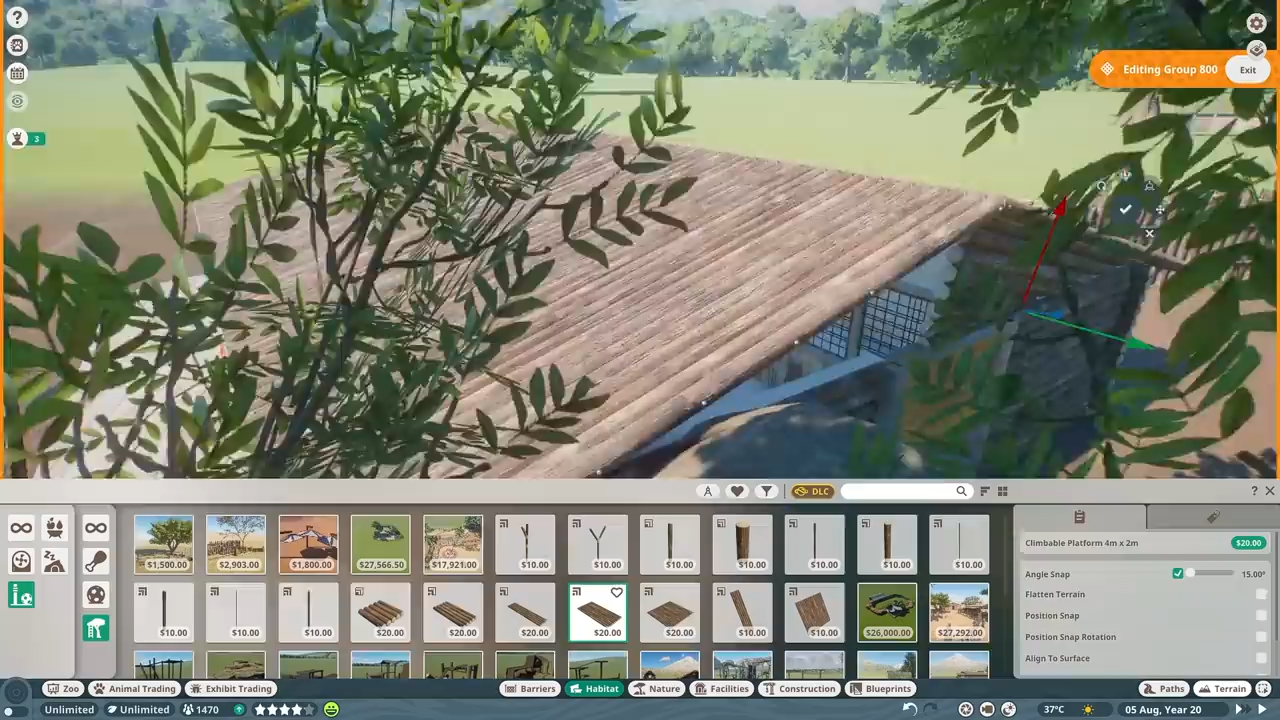 ?
Editing Group 800
Exit
3
DLC
? ×
$1,500.00
$2,903.00
$1,800.00
$27,566.50
$17,921.00
$10.00
$10.00
$10.00
$10.00
$10.00
$10.00
$10.00
$10.00
$10.00
$10.00
$20.00
$20.00
$20.00
$20.00
$20.00
$10.00
$10.00
$26,000.00
$27,292.00
Climbable Platform 4m x 2m
$20.00
Angle Snap
15.00°
Flatten Terrain
Position Snap
Position Snap Rotation
Align To Surface
Zoo
Animal Trading
Exhibit Trading
Barriers
Habitat
Nature
Facilities
Construction
Blueprints
Paths
Terrain
Unlimited
Unlimited
1470
37°C
05 Aug, Year 20